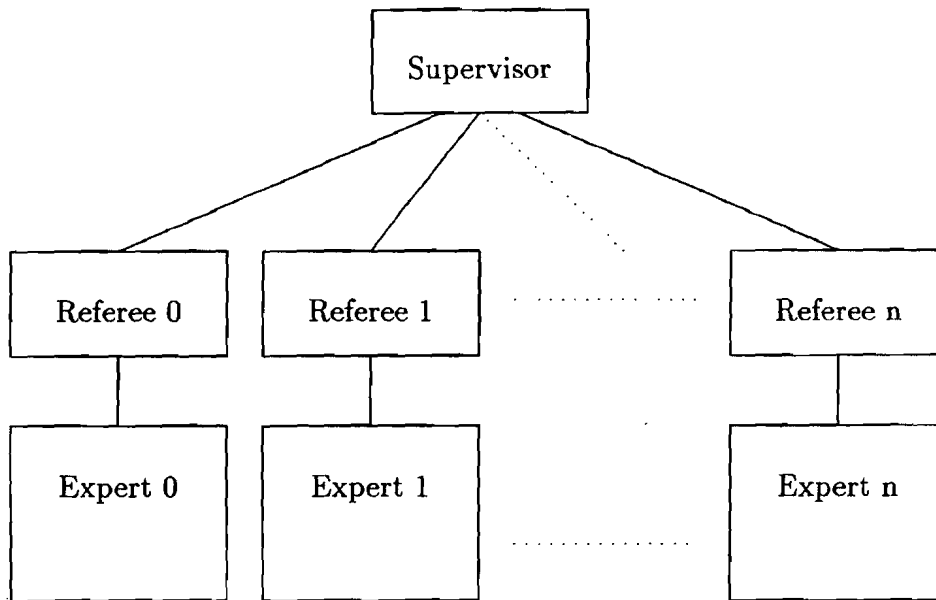 Supervisor
Referee 0
Referee 1
Referee n
Expert 0
Expert 1
Expert n